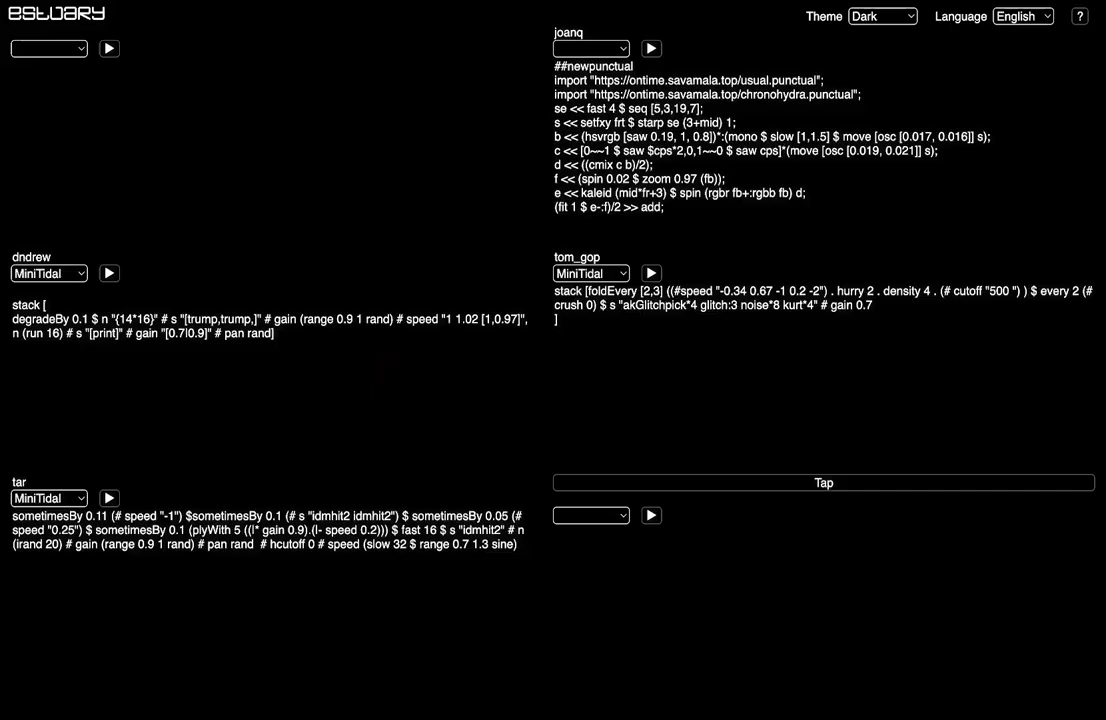 estuary
Theme Dark Language English ?
joanq
##newpunctual
import "https://ontime.savamala.top/usual.punctual";
import "https://ontime.savamala.top/chronohydra.punctual";
se << fast 4 $ seq [5,3,19,7];
s << setfxy frt $ starp se (3+mid) 1;
b << (hsvrgb [saw 0.19, 1, 0.8])*:(mono $ slow [1,1.5] $ move [osc [0.017, 0.016]] s);
c << [0~~1 $ saw $cps*2,0,1~~0 $ saw cps]*(move [osc [0.019, 0.021]] s);
d << ((cmix c b)/2);
f << (spin 0.02 $ zoom 0.97 (fb));
e << kaleid (mid*fr+3) $ spin (rgbr fb+:rgbb fb) d;
(fit 1 $ e-:f)/2 >> add;
dndrew
MiniTidal
stack [
degradeBy 0.1 $ n "{14*16}" # s "[trump,trump,]" # gain (range 0.9 1 rand) # speed "1 1.02 [1,0.97]",
n (run 16) # s "[print]" # gain "[0.7|0.9]" # pan rand]
tom_gop
MiniTidal
stack [foldEvery [2,3] ((#speed "-0.34 0.67 -1 0.2 -2") . hurry 2 . density 4 . (# cutoff "500 ") ) $ every 2 (#
crush 0) $ s "akGlitchpick*4 glitch:3 noise*8 kurt*4" # gain 0.7
]
tar
MiniTidal
sometimesBy 0.11 (# speed "-1") $sometimesBy 0.1 (# s "idmhit2 idmhit2") $ sometimesBy 0.05 (#
speed "0.25") $ sometimesBy 0.1 (plyWith 5 ((|* gain 0.9).(|- speed 0.2))) $ fast 16 $ s "idmhit2" # n
(irand 20) # gain (range 0.9 1 rand) # pan rand  # hcutoff 0 # speed (slow 32 $ range 0.7 1.3 sine)
Tap